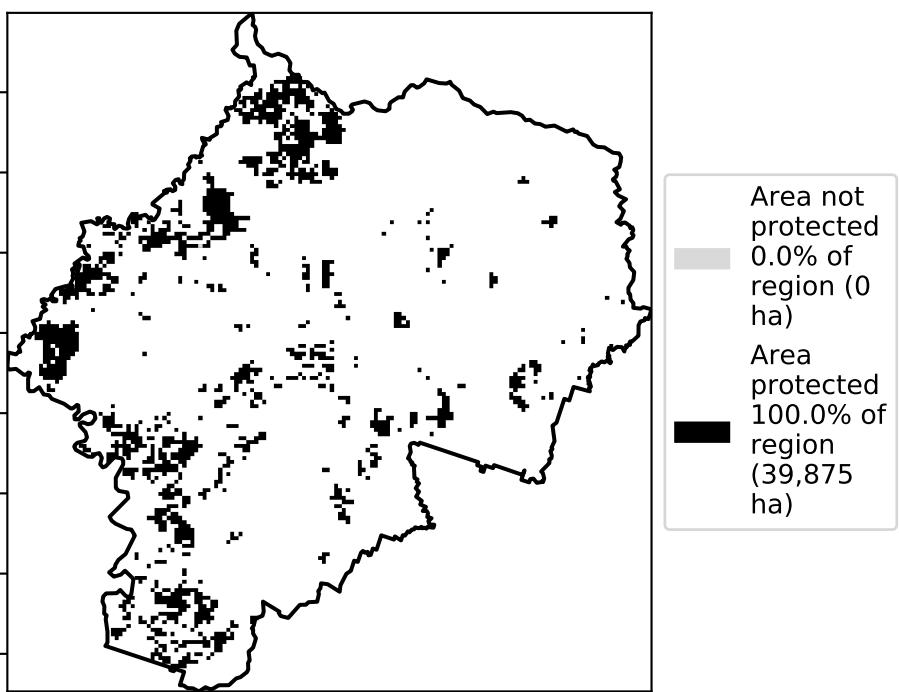 Area not
protected
0.0% of
region (0
ha)
Area
protected
100.0% of
region
(39,875
ha)